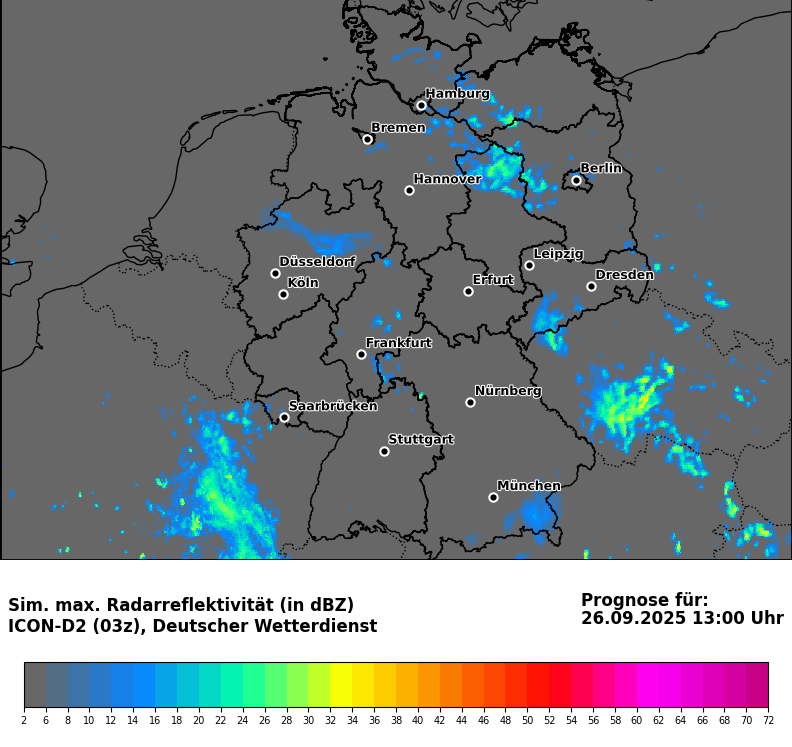 Hamburg
Bremen
Berlin
Hannover
Leipzig
Düsseldorf
Dresden
Erfurt
Köln
Frankfurt
Nürnberg
Saarbrücken
Stuttgart
München
Sim. max. Radarreflektivität (in dBZ)
ICON-D2 (03z), Deutscher Wetterdienst
Prognose für:
26.09.2025 13:00 Uhr
2 6 8 10 12 14 16 18 20 22 24 26 28 30 32 34 36 38 40 42 44 46 48 50 52 54 56 58 60 62 64 66 68 70 72